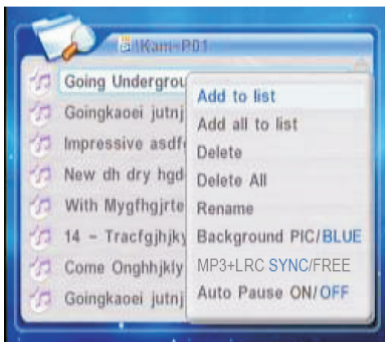 !Kam-P01
Going Undergrou
Goingkaoei jutnj
Impressive asdf
New dh dry hgd
With Mygfhgjrte
14 - Tracfgjhjky
Come Onghhjkly
Goingkaoei jutnj
Add to list
Add all to list
Delete
Delete All
Rename
Background PIC/BLUE
MP3+LRC SYNC/FREE
Auto Pause ON/OFF